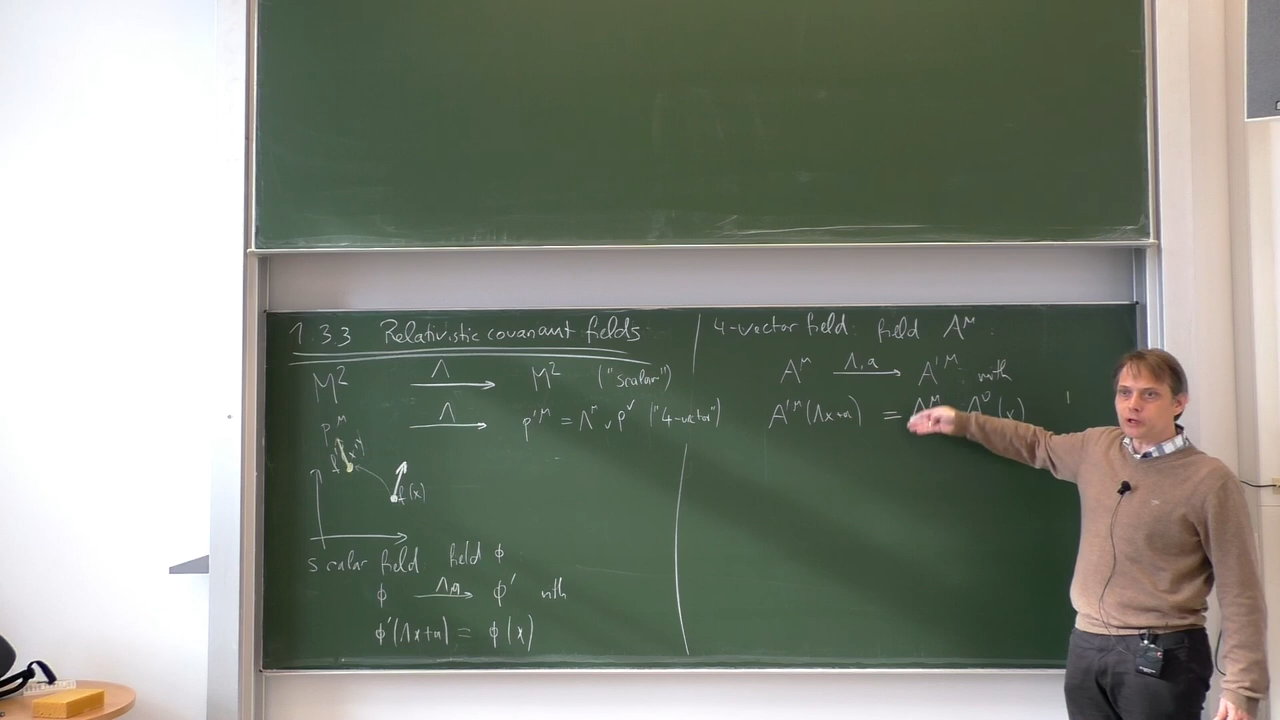 1.3.3 Relativistic covariant fields
M² —Λ→ M² ("scalar")
p^μ —Λ→ p'^μ = Λ^μ_ν p^ν ("4-vector")
f'(x')
f(x)
scalar field: field ϕ:
ϕ —Λ,a→ ϕ' with
ϕ'(Λx+a) = ϕ(x)
4-vector field: field A^μ:
A^μ —Λ,a→ A'^μ with
A'^μ(Λx+a) = Λ^μ A^ν(x)